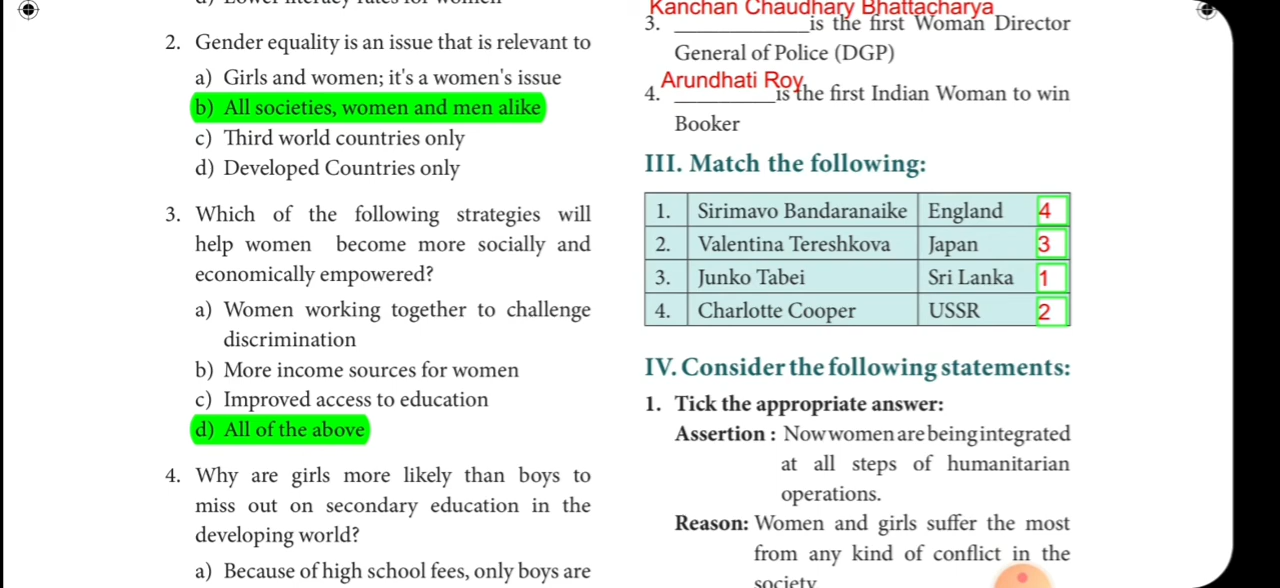 2. Gender equality is an issue that is relevant to
a) Girls and women; it's a women's issue
b) All societies, women and men alike
c) Third world countries only
d) Developed Countries only
3. Which of the following strategies will
help women become more socially and
economically empowered?
a) Women working together to challenge
discrimination
b) More income sources for women
c) Improved access to education
d) All of the above
4. Why are girls more likely than boys to
miss out on secondary education in the
developing world?
a) Because of high school fees, only boys are
Kanchan Chaudhary Bhattacharya
3. ____________is the first Woman Director
General of Police (DGP)
Arundhati Roy
4. _________is the first Indian Woman to win
Booker
III. Match the following:
1. Sirimavo Bandaranaike England 4
2. Valentina Tereshkova Japan 3
3. Junko Tabei Sri Lanka 1
4. Charlotte Cooper USSR 2
IV. Consider the following statements:
1. Tick the appropriate answer:
Assertion : Now women are being integrated
at all steps of humanitarian
operations.
Reason: Women and girls suffer the most
from any kind of conflict in the
society